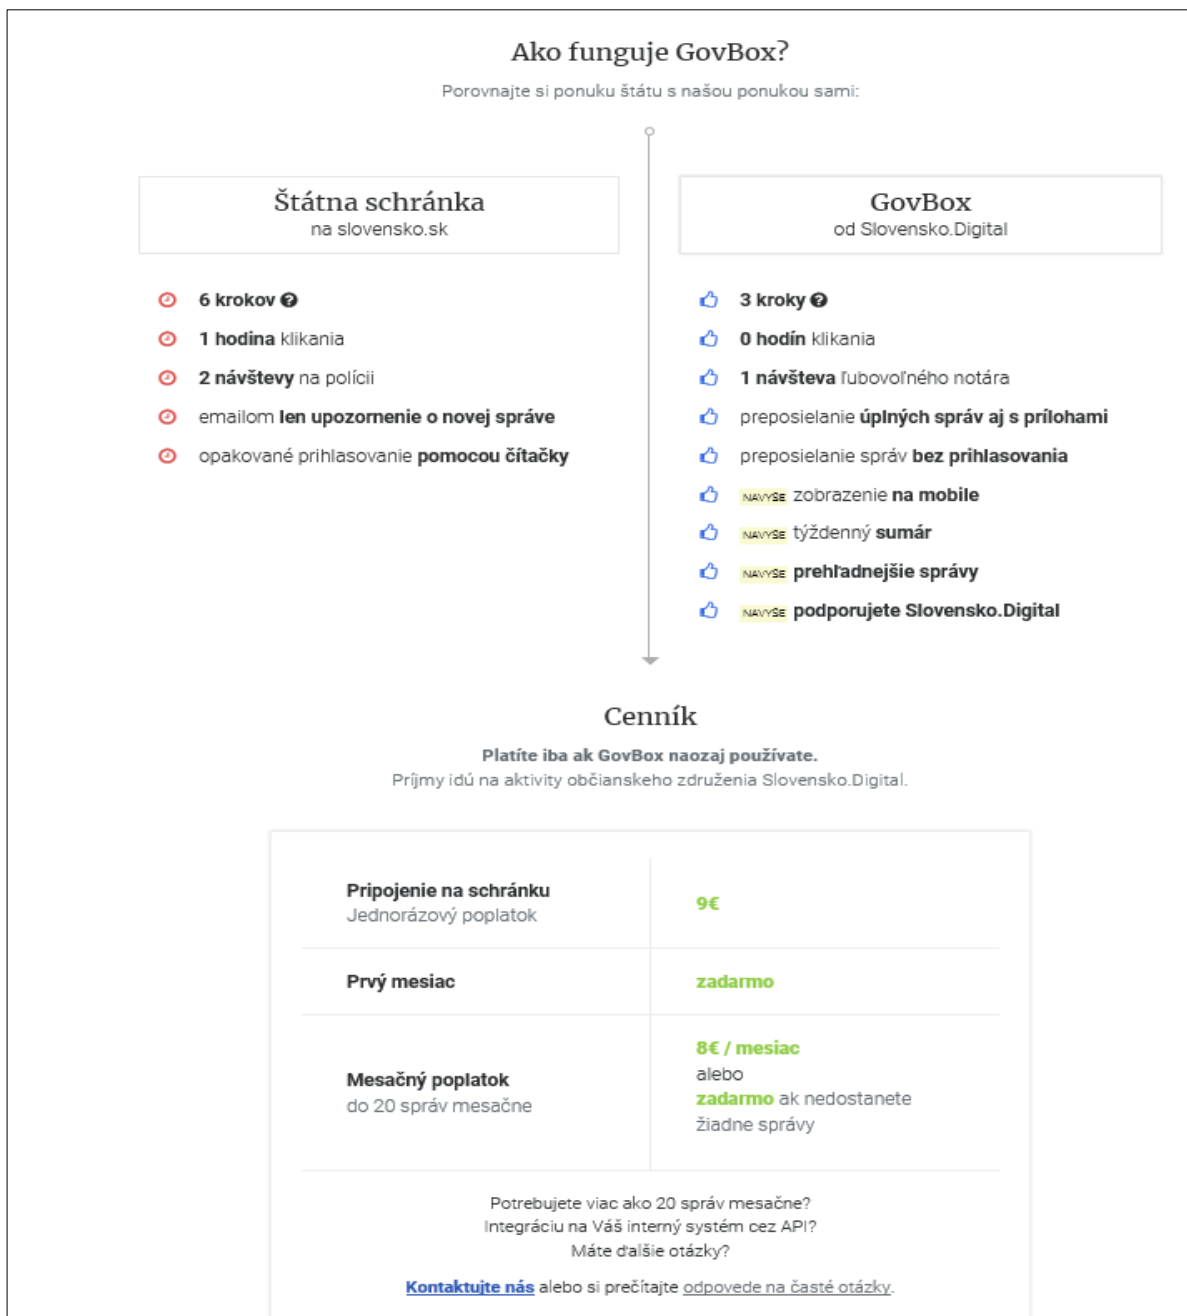 Ako funguje GovBox?
Porovnajte si ponuku štátu s našou ponukou sami:
Štátna schránka
na slovensko.sk
6 krokov
1 hodina klikania
2 návštevy na polícii
emailom len upozornenie o novej správe
opakované prihlasovanie pomocou čítačky
GovBox
od Slovensko.Digital
3 kroky
0 hodín klikania
1 návšteva ľubovoľného notára
preposielanie úplných správ aj s prílohami
preposielanie správ bez prihlasovania
NAVYŠE zobrazenie na mobile
NAVYŠE týždenný sumár
NAVYŠE prehľadnejšie správy
NAVYŠE podporujete Slovensko.Digital
Cenník
Platíte iba ak GovBox naozaj používate.
Príjmy idú na aktivity občianskeho združenia Slovensko.Digital.
Pripojenie na schránku
Jednorázový poplatok
9€
Prvý mesiac
zadarmo
Mesačný poplatok
do 20 správ mesačne
8€ / mesiac
alebo
zadarmo ak nedostanete
žiadne správy
Potrebujete viac ako 20 správ mesačne?
Integráciu na Váš interný systém cez API?
Máte ďalšie otázky?
Kontaktujte nás alebo si prečítajte odpovede na časté otázky.